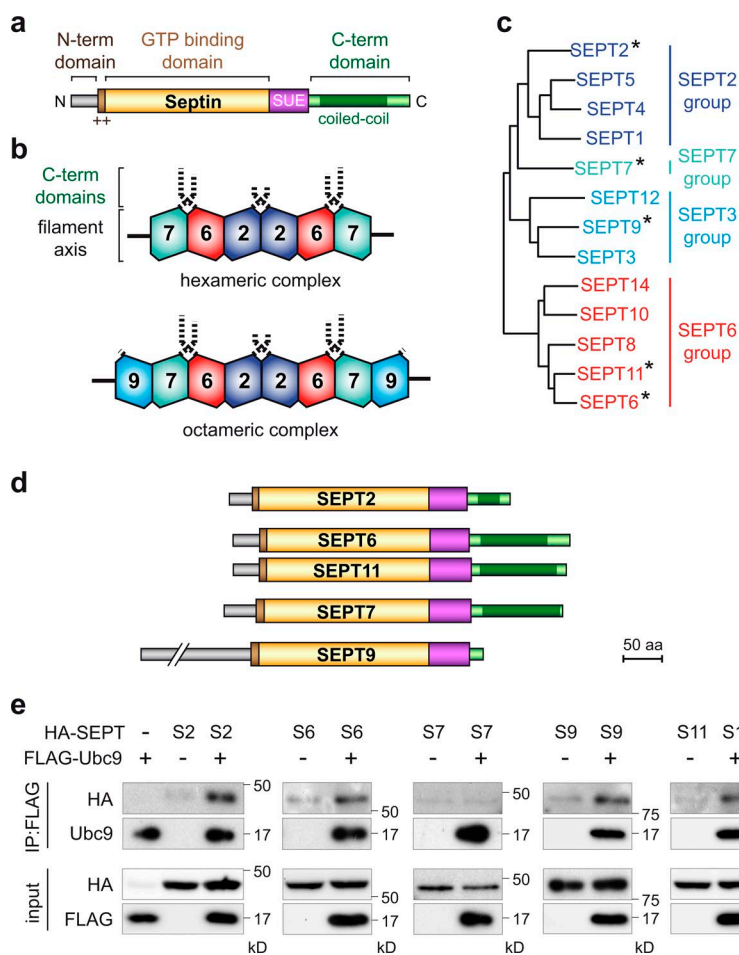 a
N-term domain
GTP binding domain
C-term domain
N
Septin
SUE
C
++
coiled-coil
b
C-term domains
filament axis
7 6 2 2 6 7
hexameric complex
9 7 6 2 2 6 7 9
octameric complex
c
SEPT2*
SEPT5
SEPT4
SEPT1
SEPT2 group
SEPT7*
SEPT7 group
SEPT12
SEPT9*
SEPT3
SEPT3 group
SEPT14
SEPT10
SEPT8
SEPT11*
SEPT6*
SEPT6 group
d
SEPT2
SEPT6
SEPT11
SEPT7
SEPT9
50 aa
e
HA-SEPT - S2 S2 S6 S6 S7 S7 S9 S9 S11 S1
FLAG-Ubc9 + - + - + - + - + - +
IP:FLAG
HA 50 50 50 75
Ubc9 17 17 17 17
input
HA 50 50 50 75
FLAG 17 17 17 17
kD kD kD kD